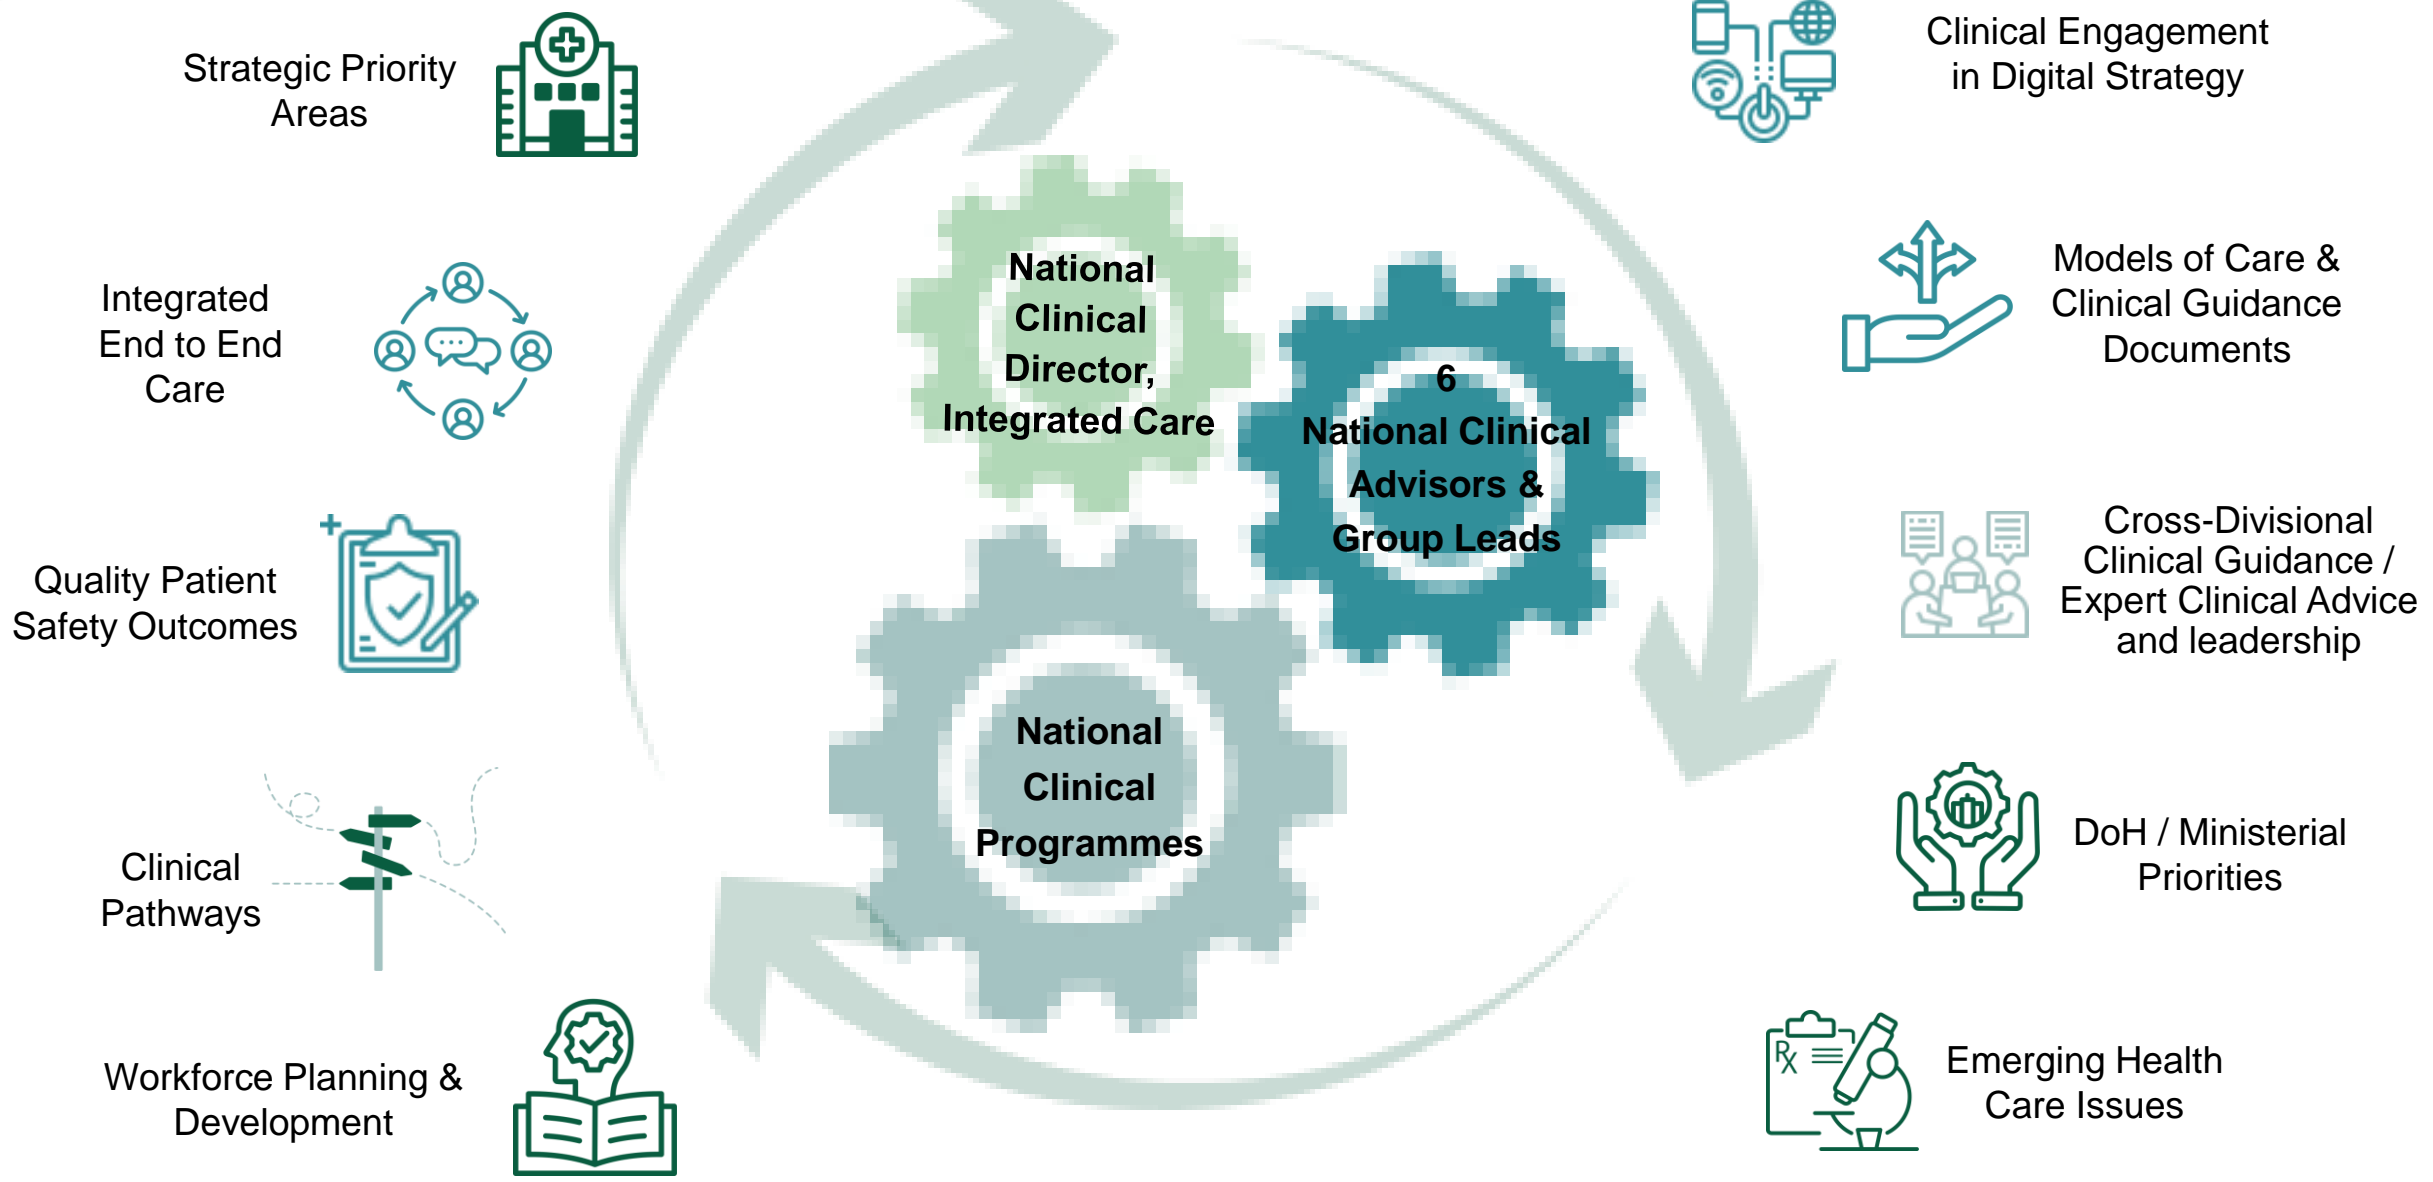 Strategic Priority
Areas
Integrated
End to End
Care
Quality Patient
Safety Outcomes
Clinical
Pathways
Workforce Planning &
Development
National
Clinical
Director,
Integrated Care
6
National Clinical
Advisors &
Group Leads
National
Clinical
Programmes
Clinical Engagement
in Digital Strategy
Models of Care &
Clinical Guidance
Documents
Cross-Divisional
Clinical Guidance /
Expert Clinical Advice
and leadership
DoH / Ministerial
Priorities
Rx
Emerging Health
Care Issues